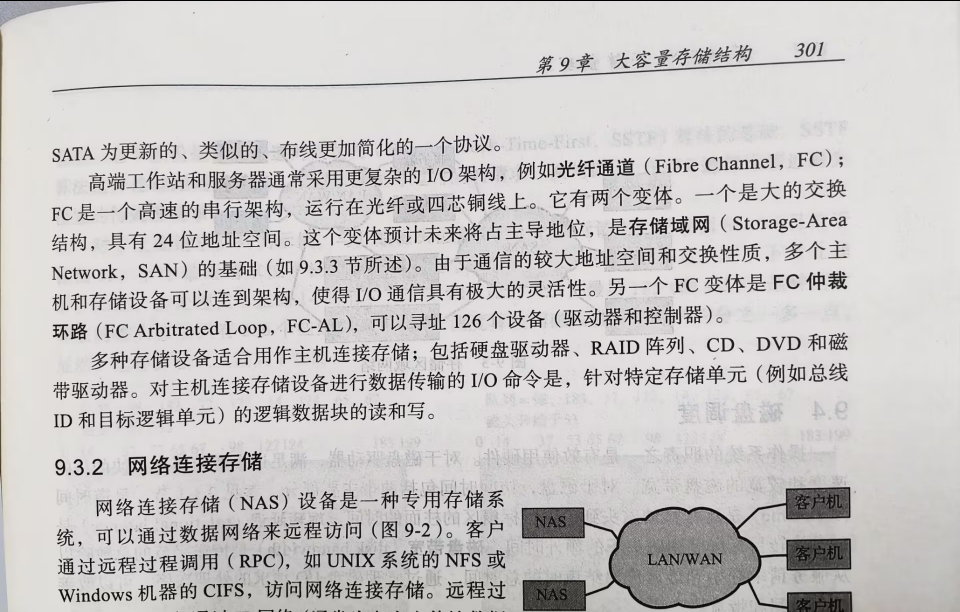 第9章 大容量存储结构 301
SATA 为更新的、类似的、布线更加简化的一个协议。
高端工作站和服务器通常采用更复杂的 I/O 架构，例如光纤通道（Fibre Channel，FC）；
FC 是一个高速的串行架构，运行在光纤或四芯铜线上。它有两个变体。一个是大的交换
结构，具有 24 位地址空间。这个变体预计未来将占主导地位，是存储域网（Storage-Area
Network，SAN）的基础（如 9.3.3 节所述）。由于通信的较大地址空间和交换性质，多个主
机和存储设备可以连到架构，使得 I/O 通信具有极大的灵活性。另一个 FC 变体是 FC 仲裁
环路（FC Arbitrated Loop，FC-AL），可以寻址 126 个设备（驱动器和控制器）。
多种存储设备适合用作主机连接存储；包括硬盘驱动器、RAID 阵列、CD、DVD 和磁
带驱动器。对主机连接存储设备进行数据传输的 I/O 命令是，针对特定存储单元（例如总线
ID 和目标逻辑单元）的逻辑数据块的读和写。
9.3.2 网络连接存储
网络连接存储（NAS）设备是一种专用存储系
统，可以通过数据网络来远程访问（图 9-2）。客户
通过远程过程调用（RPC），如 UNIX 系统的 NFS 或
Windows 机器的 CIFS，访问网络连接存储。远程过
NAS
NAS
LAN/WAN
客户机
客户机
客户机